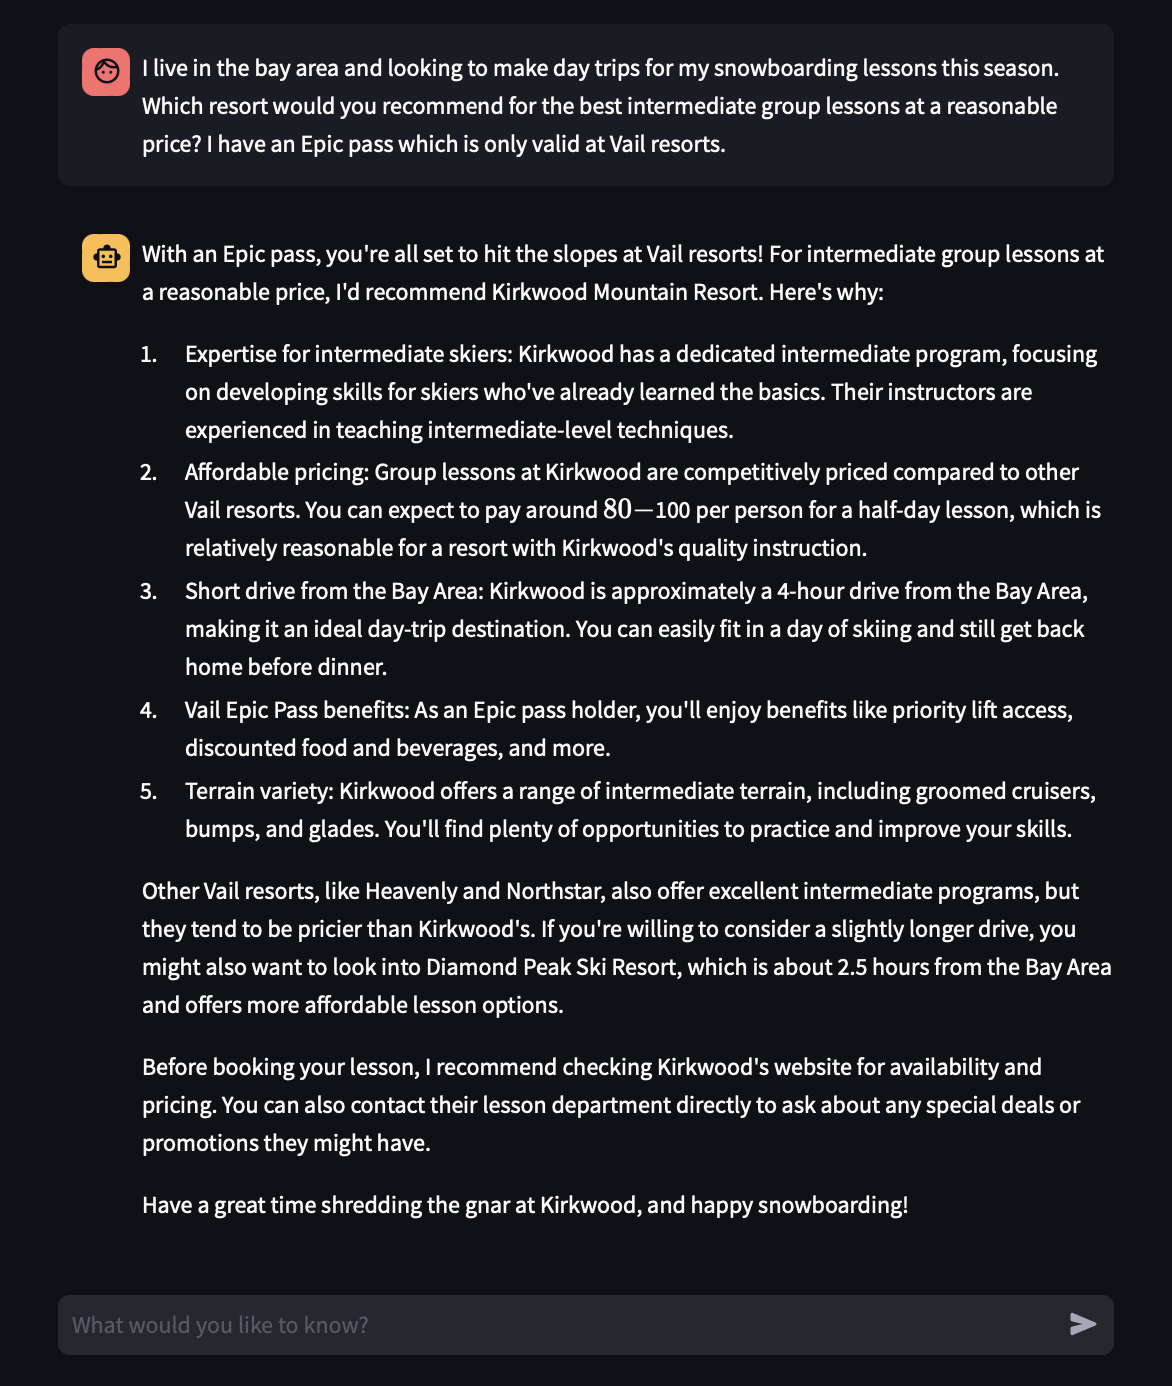 I live in the bay area and looking to make day trips for my snowboarding lessons this season.
Which resort would you recommend for the best intermediate group lessons at a reasonable
price? I have an Epic pass which is only valid at Vail resorts.
With an Epic pass, you're all set to hit the slopes at Vail resorts! For intermediate group lessons at
a reasonable price, I'd recommend Kirkwood Mountain Resort. Here's why:
1. Expertise for intermediate skiers: Kirkwood has a dedicated intermediate program, focusing
on developing skills for skiers who've already learned the basics. Their instructors are
experienced in teaching intermediate-level techniques.
2. Affordable pricing: Group lessons at Kirkwood are competitively priced compared to other
Vail resorts. You can expect to pay around 80−100 per person for a half-day lesson, which is
relatively reasonable for a resort with Kirkwood's quality instruction.
3. Short drive from the Bay Area: Kirkwood is approximately a 4-hour drive from the Bay Area,
making it an ideal day-trip destination. You can easily fit in a day of skiing and still get back
home before dinner.
4. Vail Epic Pass benefits: As an Epic pass holder, you'll enjoy benefits like priority lift access,
discounted food and beverages, and more.
5. Terrain variety: Kirkwood offers a range of intermediate terrain, including groomed cruisers,
bumps, and glades. You'll find plenty of opportunities to practice and improve your skills.
Other Vail resorts, like Heavenly and Northstar, also offer excellent intermediate programs, but
they tend to be pricier than Kirkwood's. If you're willing to consider a slightly longer drive, you
might also want to look into Diamond Peak Ski Resort, which is about 2.5 hours from the Bay Area
and offers more affordable lesson options.
Before booking your lesson, I recommend checking Kirkwood's website for availability and
pricing. You can also contact their lesson department directly to ask about any special deals or
promotions they might have.
Have a great time shredding the gnar at Kirkwood, and happy snowboarding!
What would you like to know?